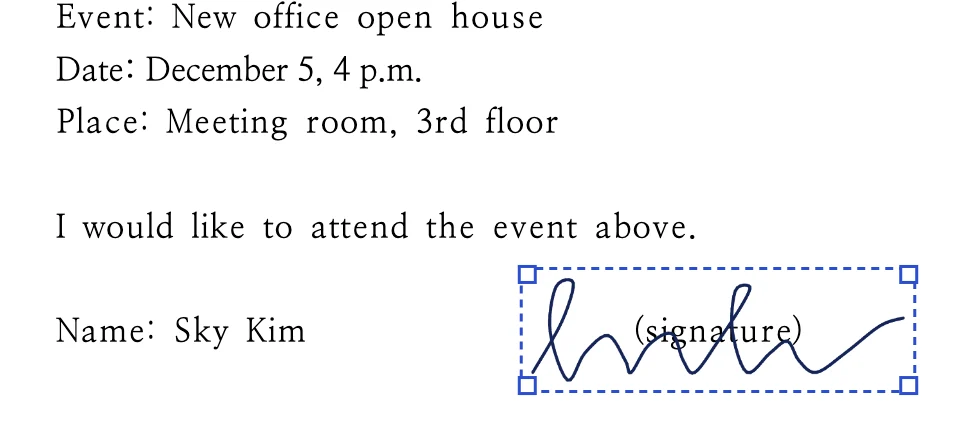 Event: New office open house
Date: December 5, 4 p.m.
Place: Meeting room, 3rd floor
I would like to attend the event above.
Name: Sky Kim (signature)